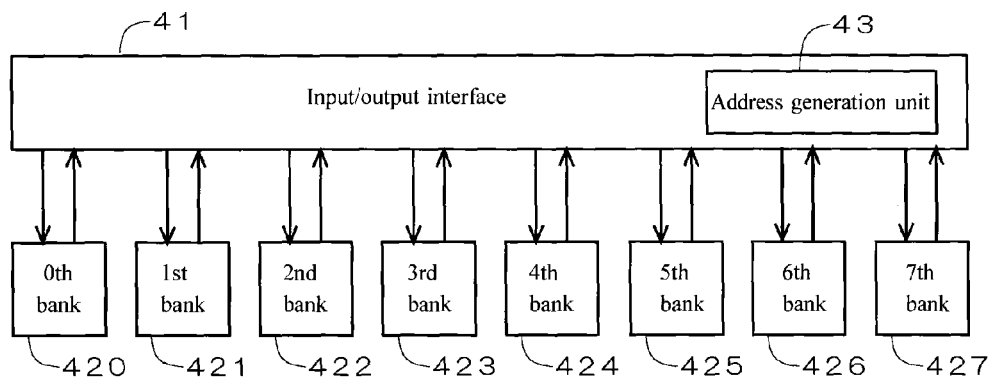 41
43
Input/output interface
Address generation unit
0th bank
1st bank
2nd bank
3rd bank
4th bank
5th bank
6th bank
7th bank
420
421
422
423
424
425
426
427